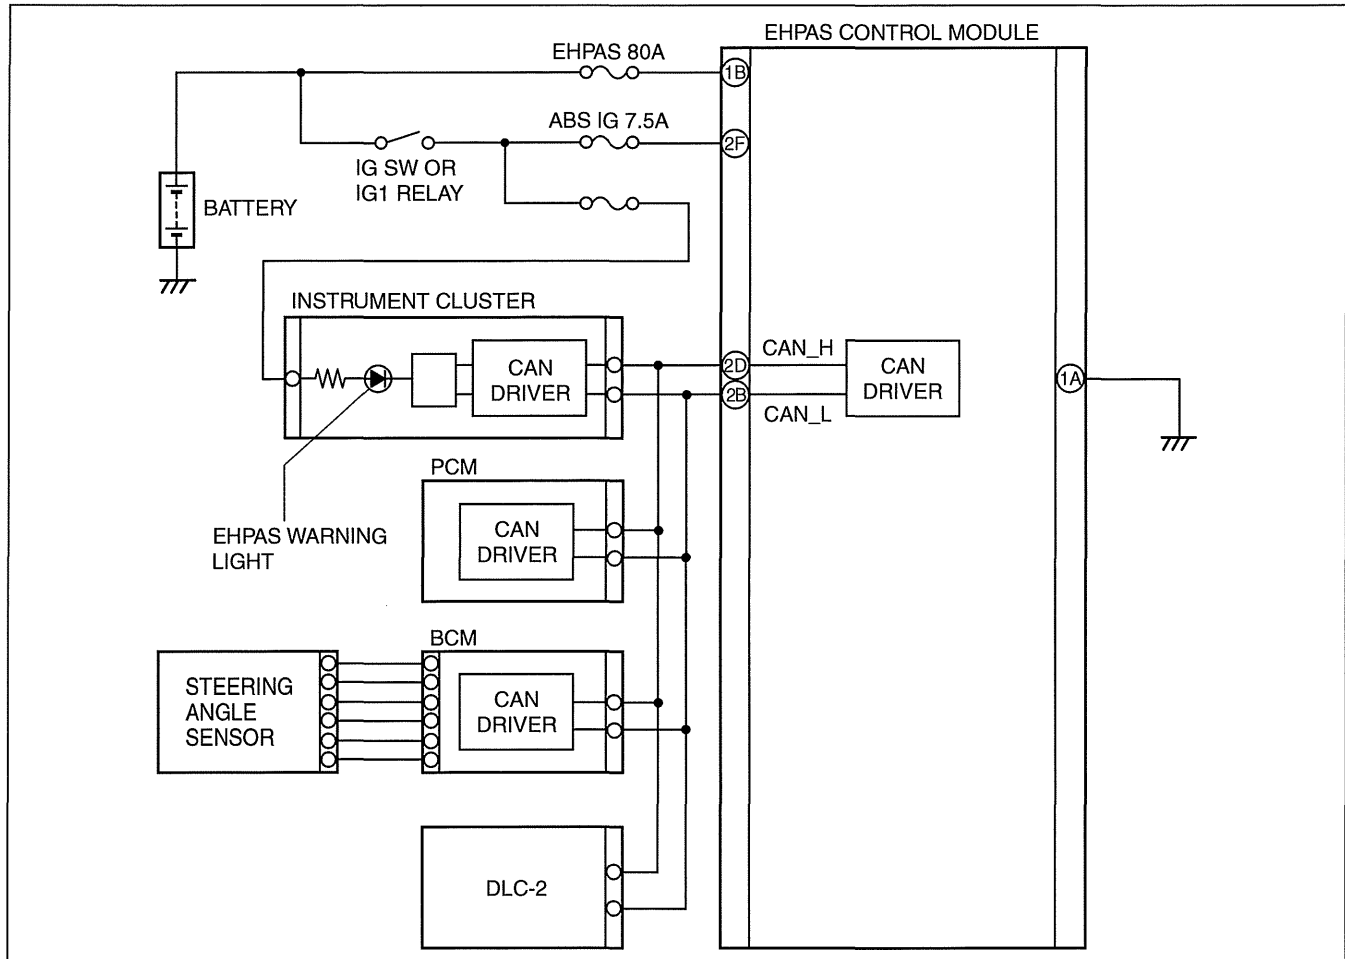 EHPAS CONTROL MODULE
EHPAS 80A
1B
ABS IG 7.5A
2F
IG SW OR
IG1 RELAY
BATTERY
INSTRUMENT CLUSTER
CAN
DRIVER
2D
CAN_H
2B
CAN_L
CAN
DRIVER
1A
EHPAS WARNING
LIGHT
PCM
CAN
DRIVER
BCM
STEERING
ANGLE
SENSOR
CAN
DRIVER
DLC-2